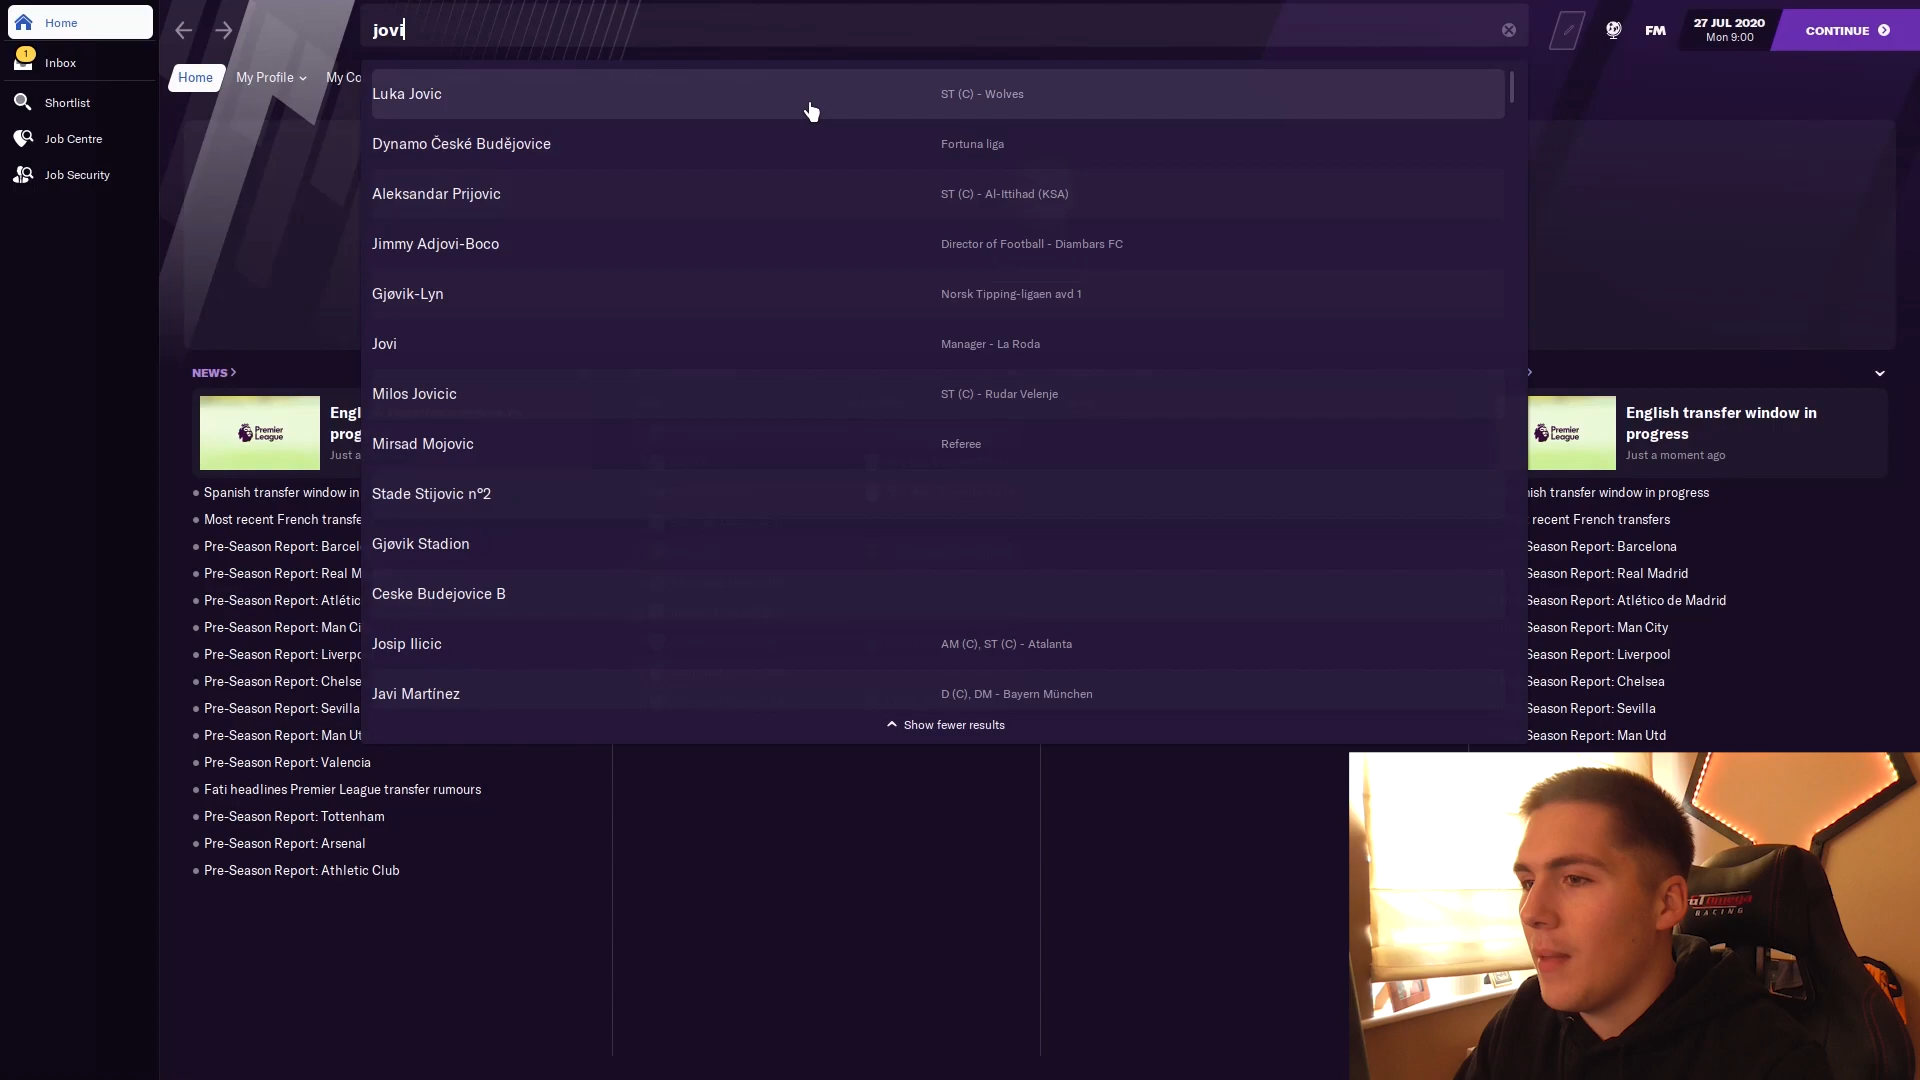 Home
1
Inbox
Shortlist
Job Centre
Job Security
jovi
FM
27 JUL 2020
Mon 9:00
CONTINUE
Home
My Profile
My Co
Luka Jovic ST (C) - Wolves
Dynamo České Budějovice Fortuna liga
Aleksandar Prijovic ST (C) - Al-Ittihad (KSA)
Jimmy Adjovi-Boco Director of Football - Diambars FC
Gjøvik-Lyn Norsk Tipping-ligaen avd 1
Jovi Manager - La Roda
Milos Jovicic ST (C) - Rudar Velenje
Mirsad Mojovic Referee
Stade Stijovic n°2
Gjøvik Stadion
Ceske Budejovice B
Josip Ilicic AM (C), ST (C) - Atalanta
Javi Martínez D (C), DM - Bayern München
Show fewer results
NEWS
Premier
League
Engl
prog
Just a
Spanish transfer window in
Most recent French transfe
Pre-Season Report: Barcel
Pre-Season Report: Real M
Pre-Season Report: Atlétic
Pre-Season Report: Man Ci
Pre-Season Report: Liverpo
Pre-Season Report: Chelse
Pre-Season Report: Sevilla
Pre-Season Report: Man Ut
Pre-Season Report: Valencia
Fati headlines Premier League transfer rumours
Pre-Season Report: Tottenham
Pre-Season Report: Arsenal
Pre-Season Report: Athletic Club
Premier
League
English transfer window in
progress
Just a moment ago
nish transfer window in progress
recent French transfers
Season Report: Barcelona
Season Report: Real Madrid
Season Report: Atlético de Madrid
Season Report: Man City
Season Report: Liverpool
Season Report: Chelsea
Season Report: Sevilla
Season Report: Man Utd
GTOmega
RACING